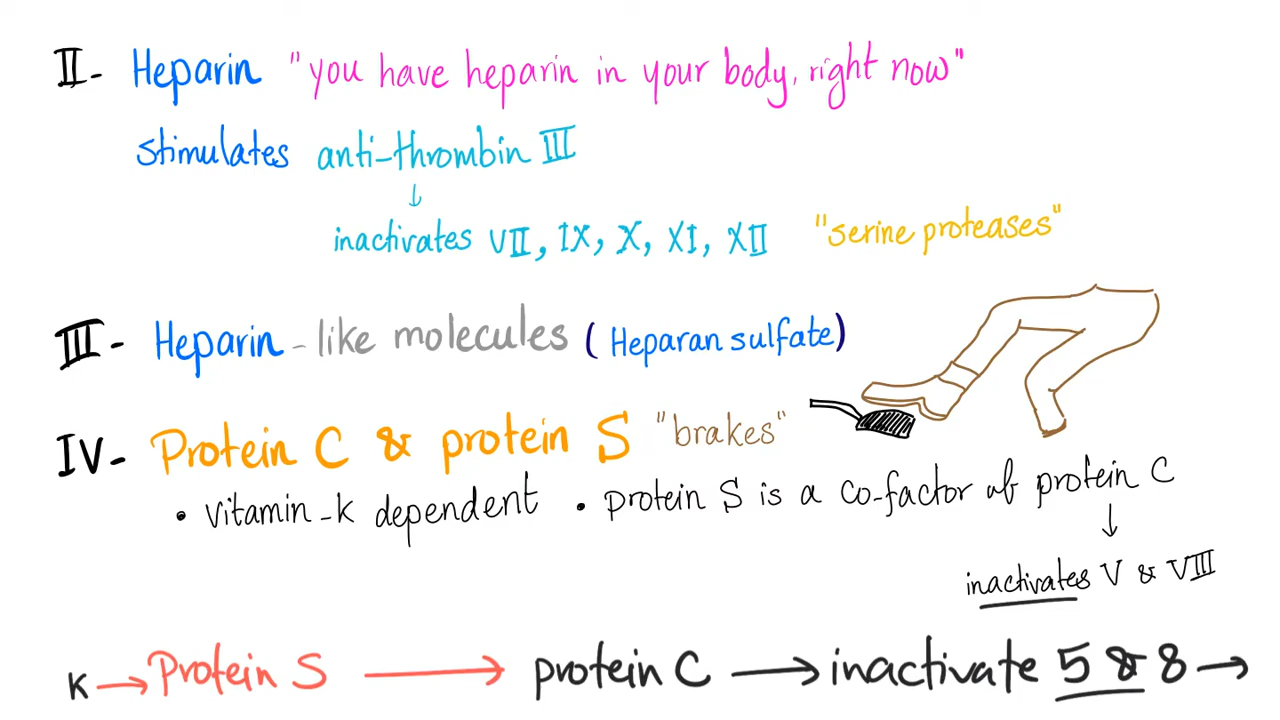 II- Heparin "you have heparin in your body, right now"
stimulates anti-thrombin III
↓
inactivates VII, IX, X, XI, XII "serine proteases"
III- Heparin-like molecules (Heparan sulfate)
IV- Protein C & protein S "brakes"
• vitamin-K dependent • protein S is a co-factor of protein C
↓
inactivates V & VIII
K → Protein S → protein C → inactivate 5 & 8 →